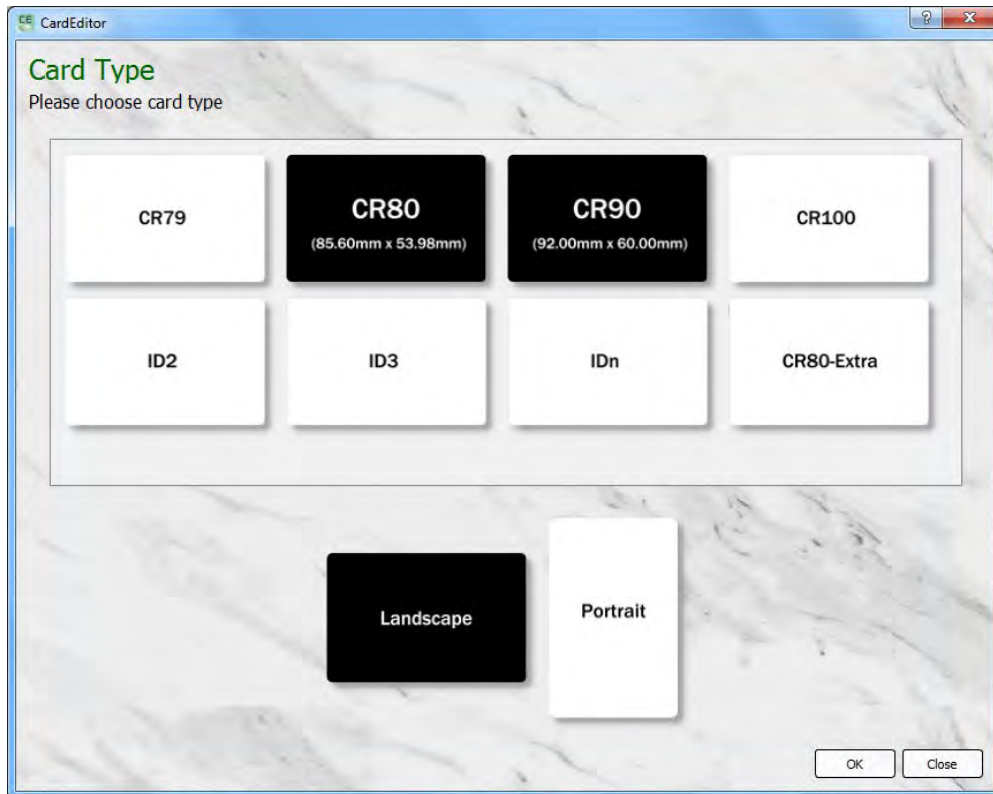 CE CardEditor
?
X
Card Type
Please choose card type
CR79
CR80
(85.60mm x 53.98mm)
CR90
(92.00mm x 60.00mm)
CR100
ID2
ID3
IDn
CR80-Extra
Landscape
Portrait
OK
Close